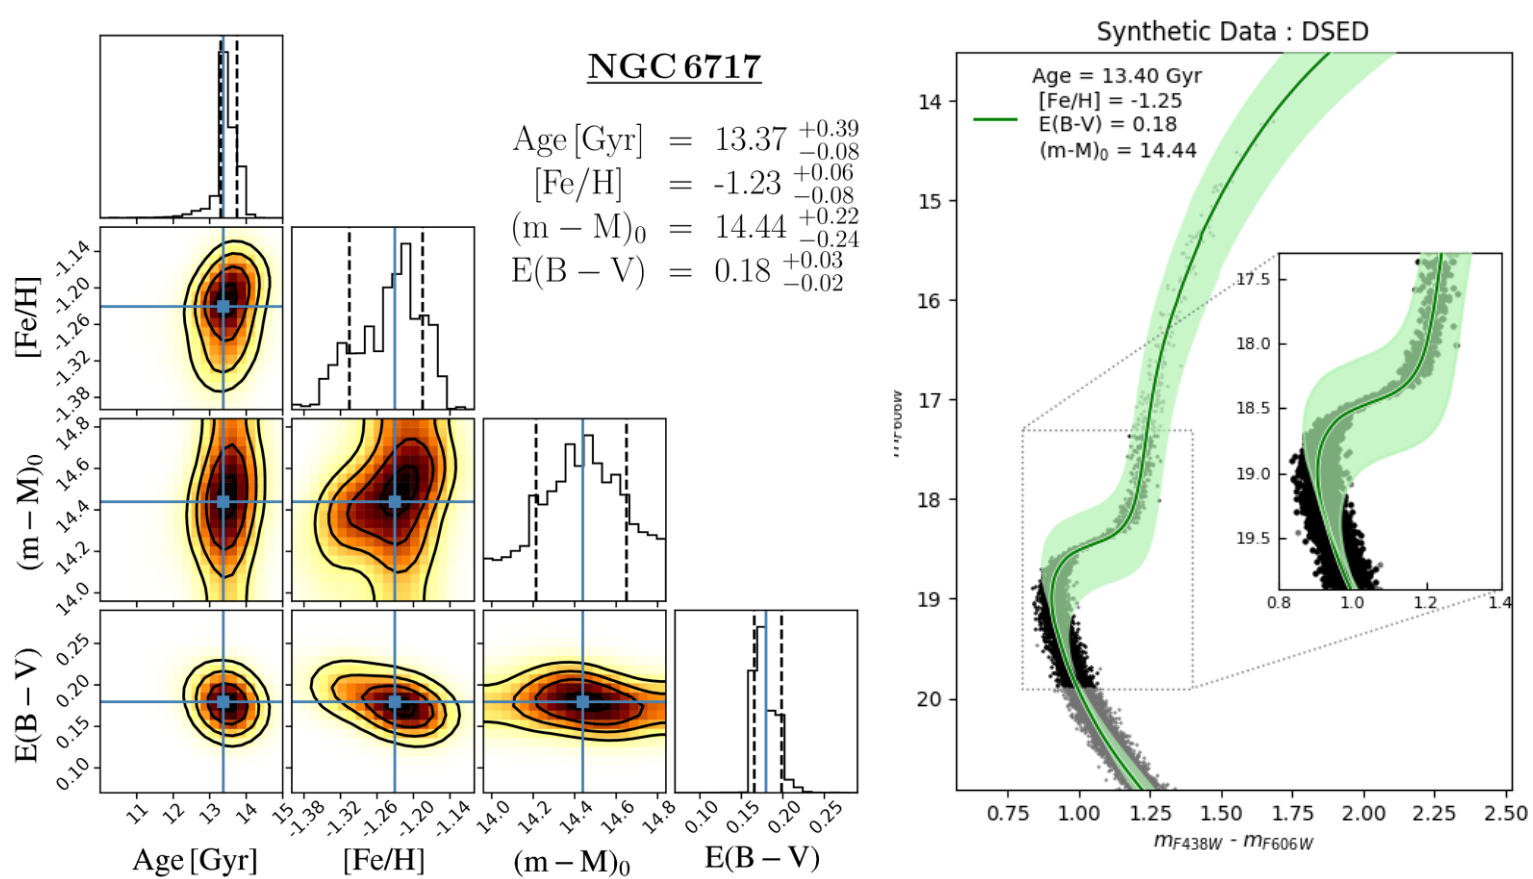 NGC 6717
Age [Gyr] = 13.37 +0.39 −0.08
[Fe/H] = -1.23 +0.06 −0.08
(m − M)₀ = 14.44 +0.22 −0.24
E(B − V) = 0.18 +0.03 −0.02
[Fe/H]
-1.14
-1.20
-1.26
-1.32
-1.38
(m − M)₀
14.8
14.6
14.4
14.2
14.0
E(B − V)
0.25
0.20
0.15
0.10
11 12 13 14 15
-1.38 -1.32 -1.26 -1.20 -1.14
14.0 14.2 14.4 14.6 14.8
0.10 0.15 0.20 0.25
Age [Gyr] [Fe/H] (m − M)₀ E(B − V)
Synthetic Data : DSED
Age = 13.40 Gyr
[Fe/H] = -1.25
E(B-V) = 0.18
(m-M)₀ = 14.44
14
15
16
17
18
19
20
17.5
18.0
18.5
19.0
19.5
0.8 1.0 1.2 1.4
0.75 1.00 1.25 1.50 1.75 2.00 2.25 2.50
mF438W - mF606W